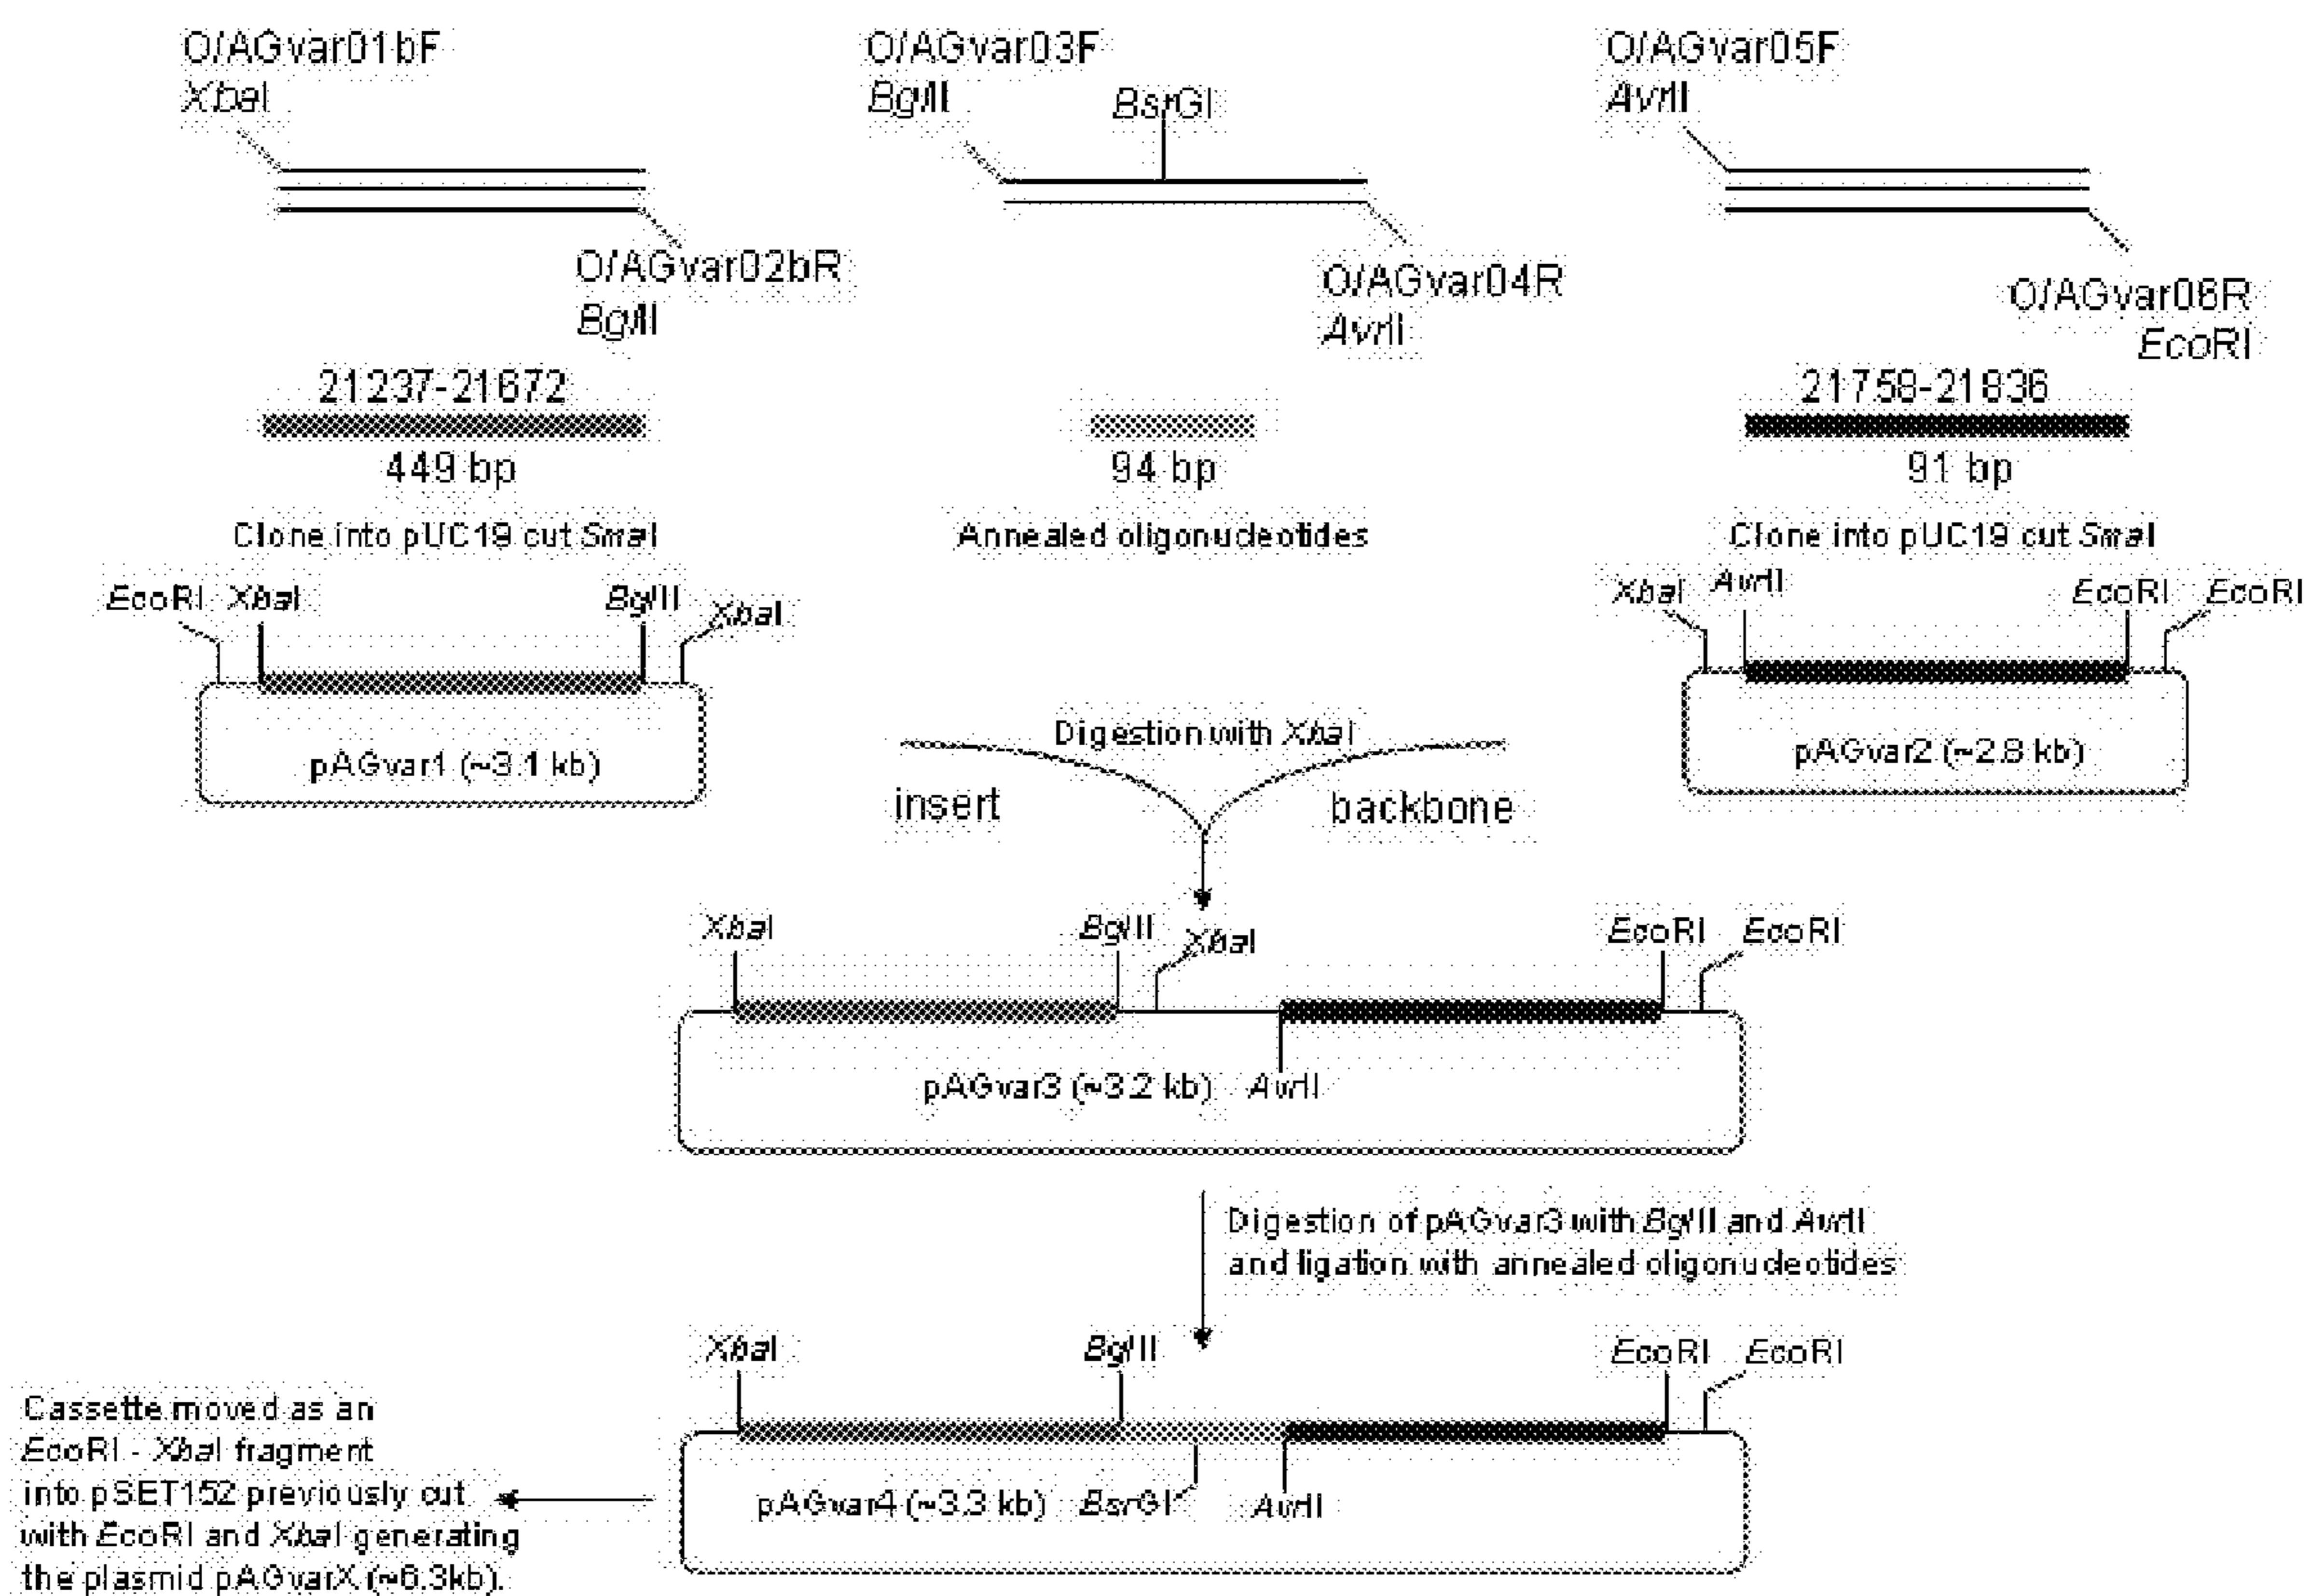 O/AGvar01bF
XbaI
O/AGvar02bR
BglII
O/AGvar03F
BglII
BsrGI
O/AGvar04R
AvrII
O/AGvar05F
AvrII
O/AGvar06R
EcoRI
21237-21672
449 bp
94 bp
21758-21836
91 bp
Clone into pUC19 cut SmaI
Annealed oligonucleotides
Clone into pUC19 cut SmaI
EcoRI XbaI BglII XbaI
pAGvar1 (~3.1 kb)
XbaI AvrII EcoRI EcoRI
pAGvar2 (~2.8 kb)
Digestion with XbaI
insert backbone
XbaI BglII XbaI EcoRI EcoRI
pAGvar3 (~3.2 kb) AvrII
Digestion of pAGvar3 with BglII and AvrII
and ligation with annealed oligonucleotides
XbaI BglII EcoRI EcoRI
pAGvar4 (~3.3 kb) BsrGI AvrII
Cassette moved as an
EcoRI - XbaI fragment
into pSET152 previously cut
with EcoRI and XbaI generating
the plasmid pAGvarX (~6.3kb).